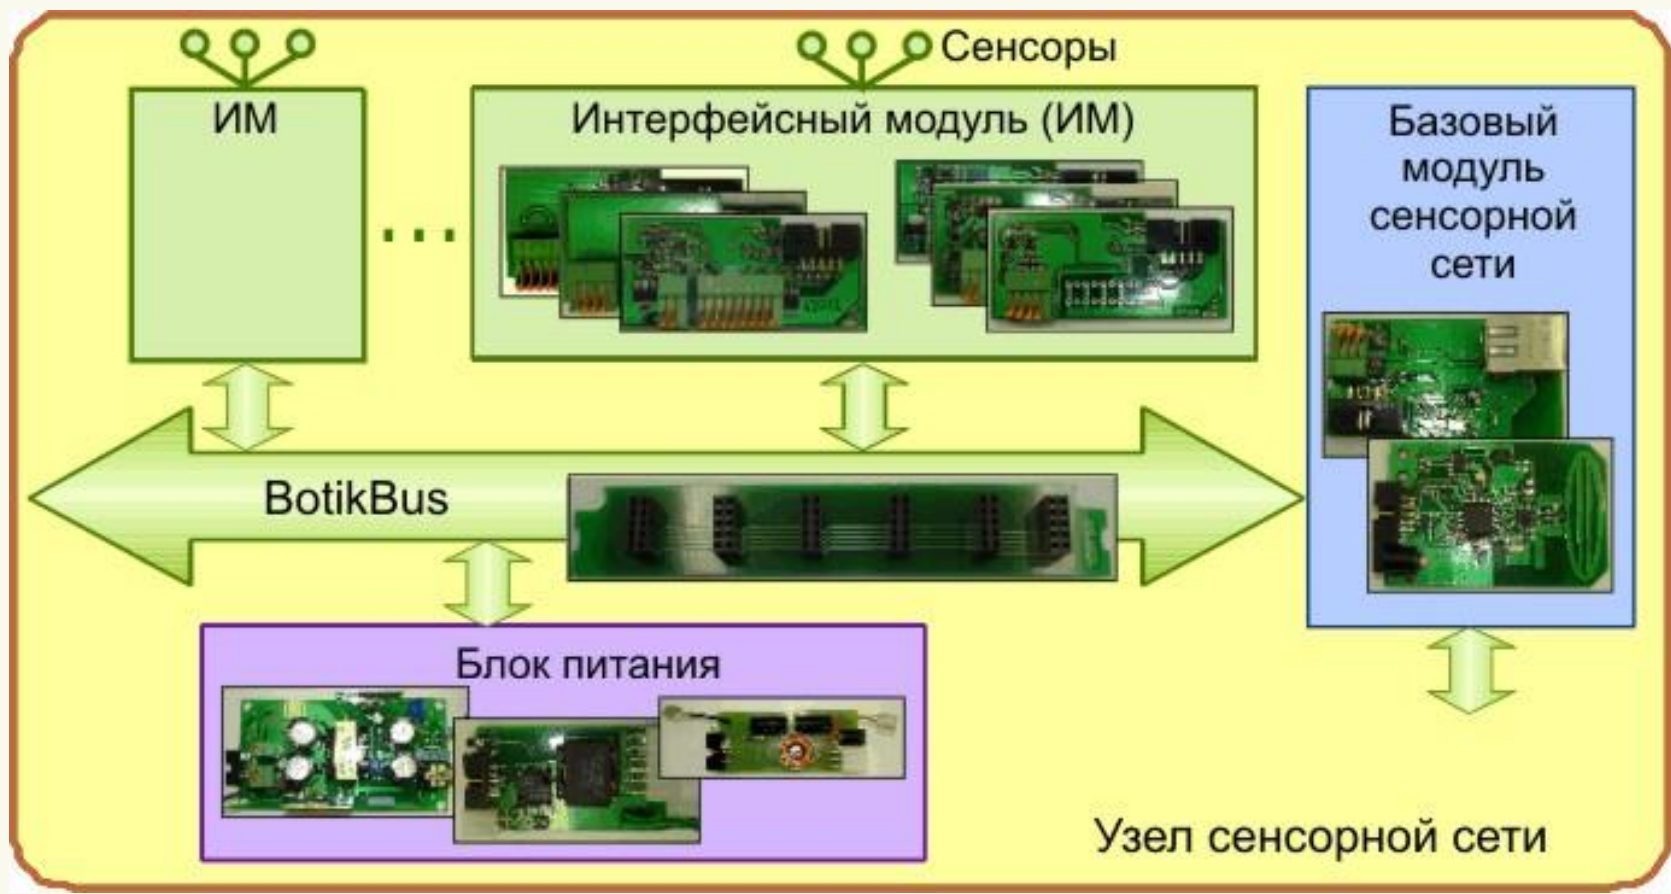 Сенсоры
ИМ
Интерфейсный модуль (ИМ)
Базовый
модуль
сенсорной
сети
...
BotikBus
Блок питания
Узел сенсорной сети